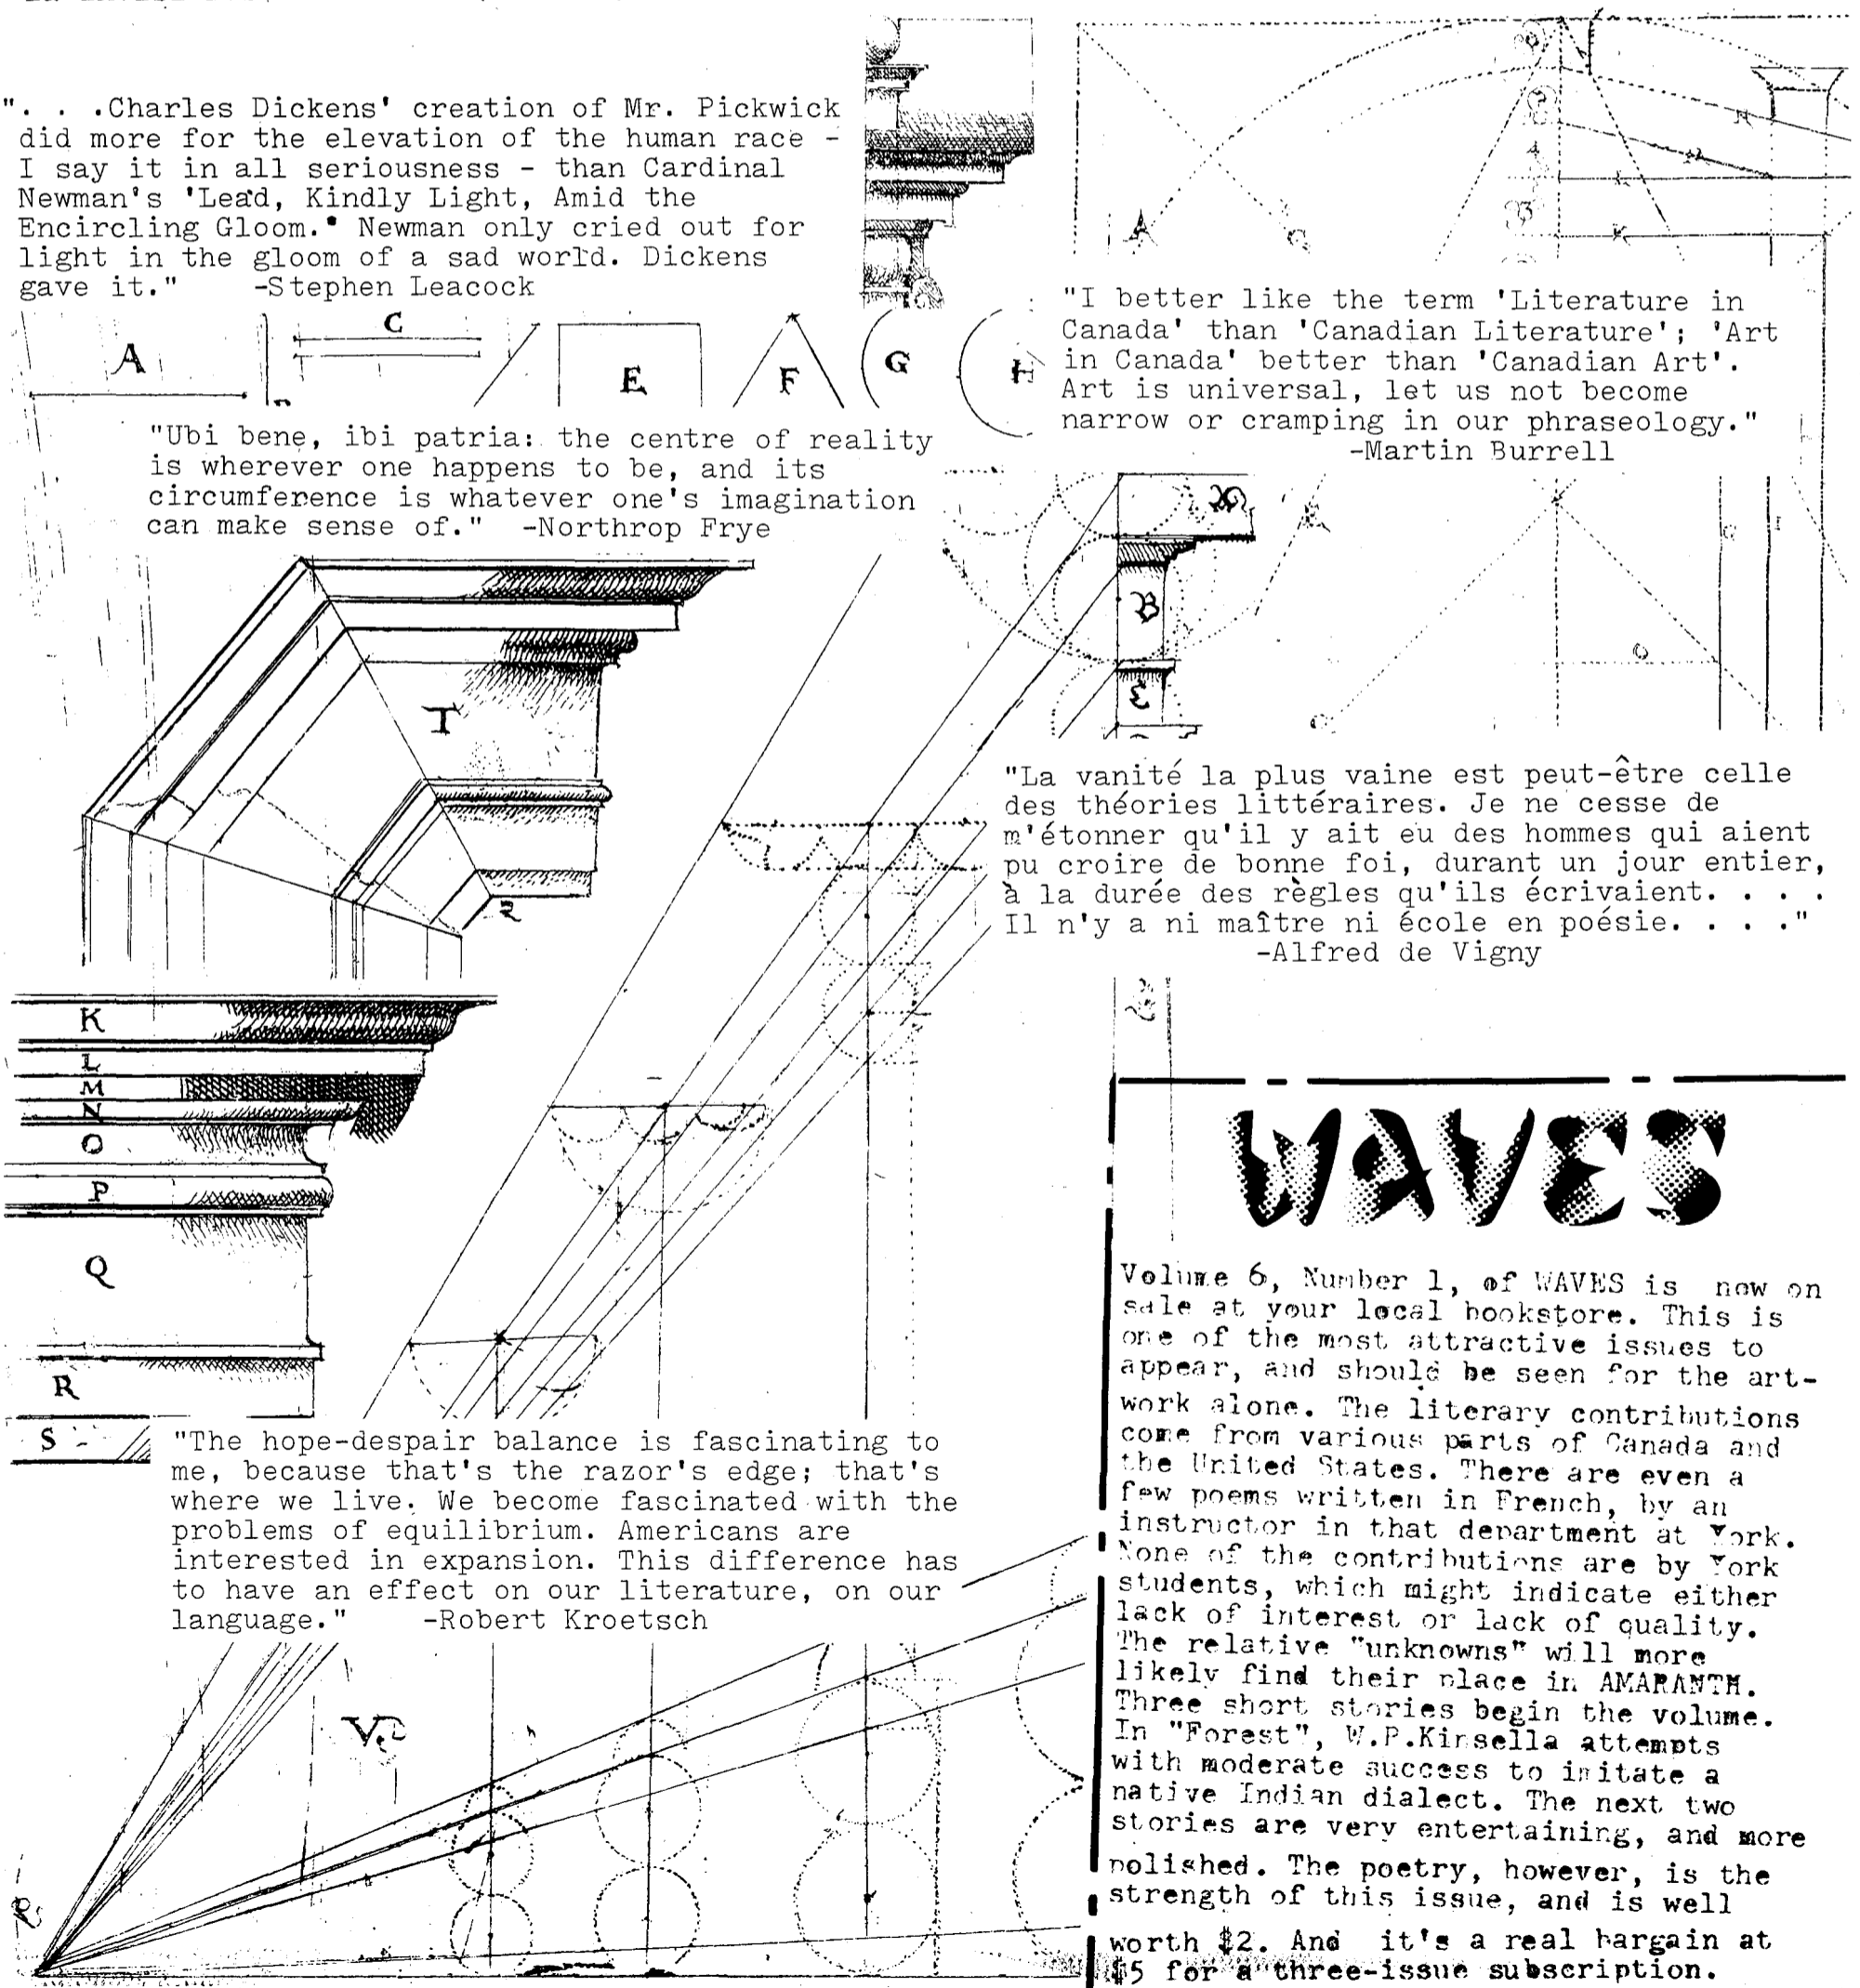 ". . .Charles Dickens' creation of Mr. Pickwick
did more for the elevation of the human race -
I say it in all seriousness - than Cardinal
Newman's 'Lead, Kindly Light, Amid the
Encircling Gloom.' Newman only cried out for
light in the gloom of a sad world. Dickens
gave it." -Stephen Leacock
"I better like the term 'Literature in
Canada' than 'Canadian Literature'; 'Art
in Canada' better than 'Canadian Art'.
Art is universal, let us not become
narrow or cramping in our phraseology."
-Martin Burrell
A C E F G H
"Ubi bene, ibi patria: the centre of reality
is wherever one happens to be, and its
circumference is whatever one's imagination
can make sense of." -Northrop Frye
B
T
"La vanité la plus vaine est peut-être celle
des théories littéraires. Je ne cesse de
m'étonner qu'il y ait eu des hommes qui aient
pu croire de bonne foi, durant un jour entier,
à la durée des règles qu'ils écrivaient. . . .
Il n'y a ni maître ni école en poésie. . . ."
-Alfred de Vigny
K
L
M
N
O
P
Q
R
S
"The hope-despair balance is fascinating to
me, because that's the razor's edge; that's
where we live. We become fascinated with the
problems of equilibrium. Americans are
interested in expansion. This difference has
to have an effect on our literature, on our
language." -Robert Kroetsch
V
WAVES
Volume 6, Number 1, of WAVES is now on
sale at your local bookstore. This is
one of the most attractive issues to
appear, and should be seen for the art-
work alone. The literary contributions
come from various parts of Canada and
the United States. There are even a
few poems written in French, by an
instructor in that department at York.
None of the contributions are by York
students, which might indicate either
lack of interest or lack of quality.
The relative "unknowns" will more
likely find their place in AMARANTH.
Three short stories begin the volume.
In "Forest", W.P.Kinsella attempts
with moderate success to imitate a
native Indian dialect. The next two
stories are very entertaining, and more
polished. The poetry, however, is the
strength of this issue, and is well
worth $2. And it's a real bargain at
$5 for a three-issue subscription.